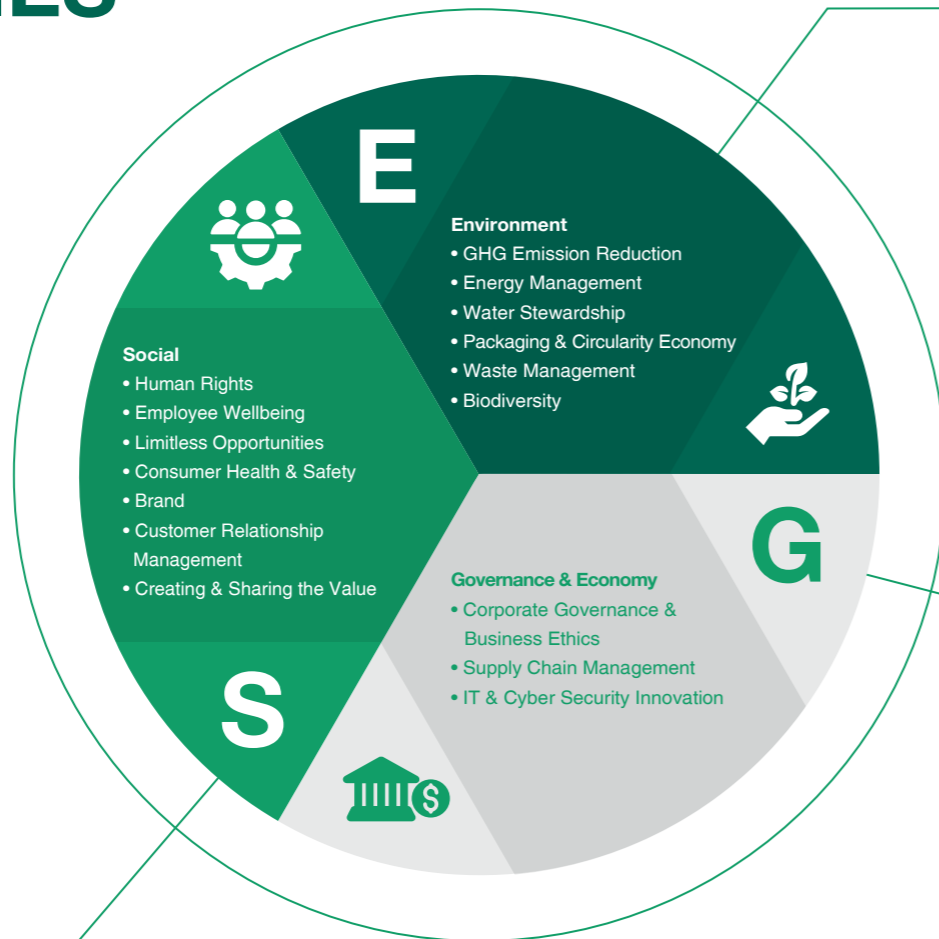 E
Environment
• GHG Emission Reduction
• Energy Management
• Water Stewardship
• Packaging & Circularity Economy
• Waste Management
• Biodiversity
Social
• Human Rights
• Employee Wellbeing
• Limitless Opportunities
• Consumer Health & Safety
• Brand
• Customer Relationship
Management
• Creating & Sharing the Value
S
G
Governance & Economy
• Corporate Governance &
Business Ethics
• Supply Chain Management
• IT & Cyber Security Innovation
$